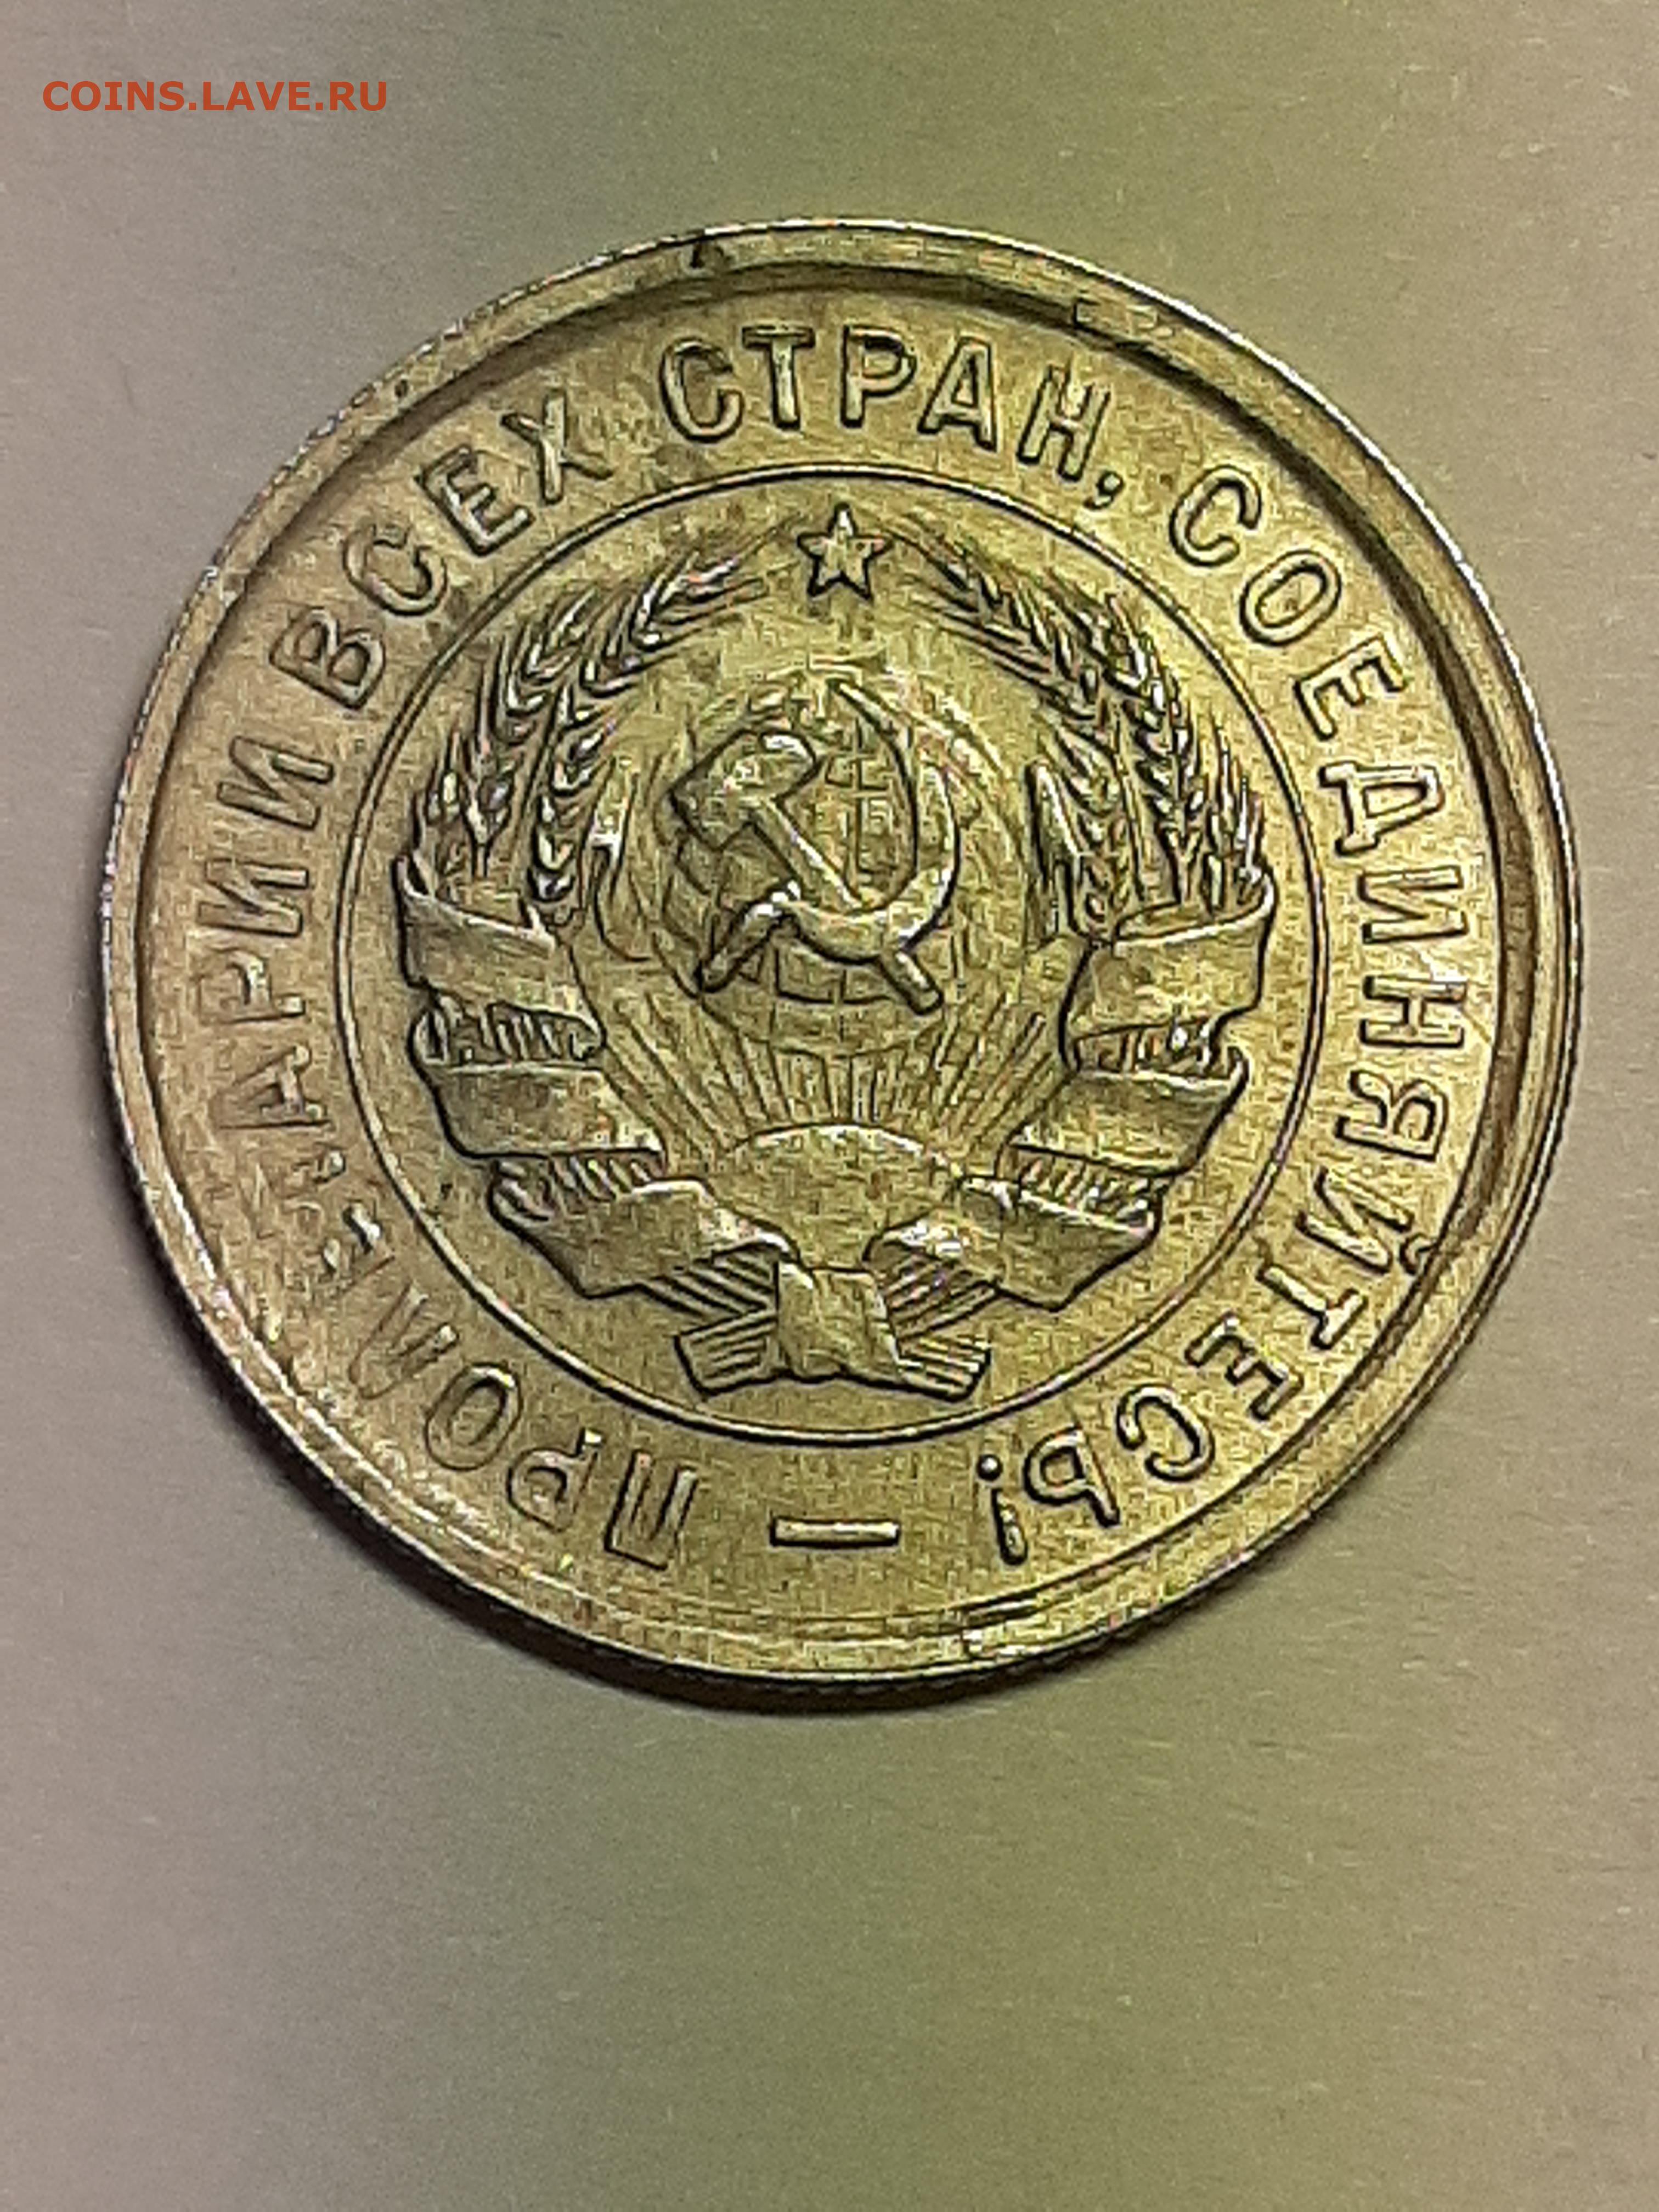 COINS.LAVE.RU
ПРОЛЕТАРИИ ВСЕХ СТРАН, СОЕДИНЯЙТЕСЬ! —